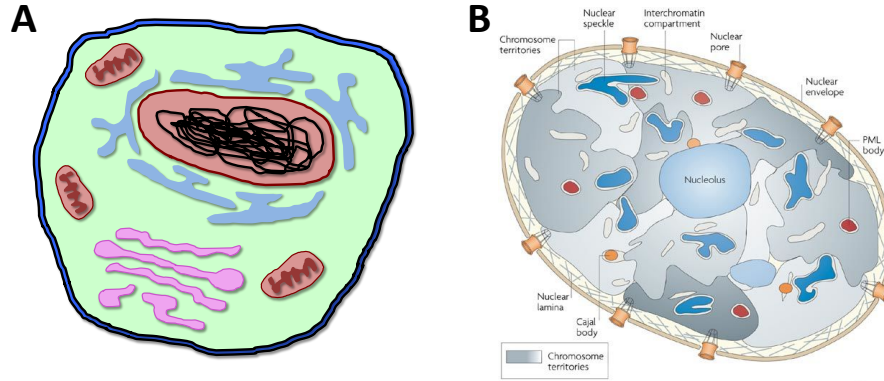 A
B
Nuclear
speckle
Interchromatin
compartment
Chromosome
territories
Nuclear
pore
Nuclear
envelope
PML
body
Nucleolus
Nuclear
lamina
Cajal
body
Chromosome
territories